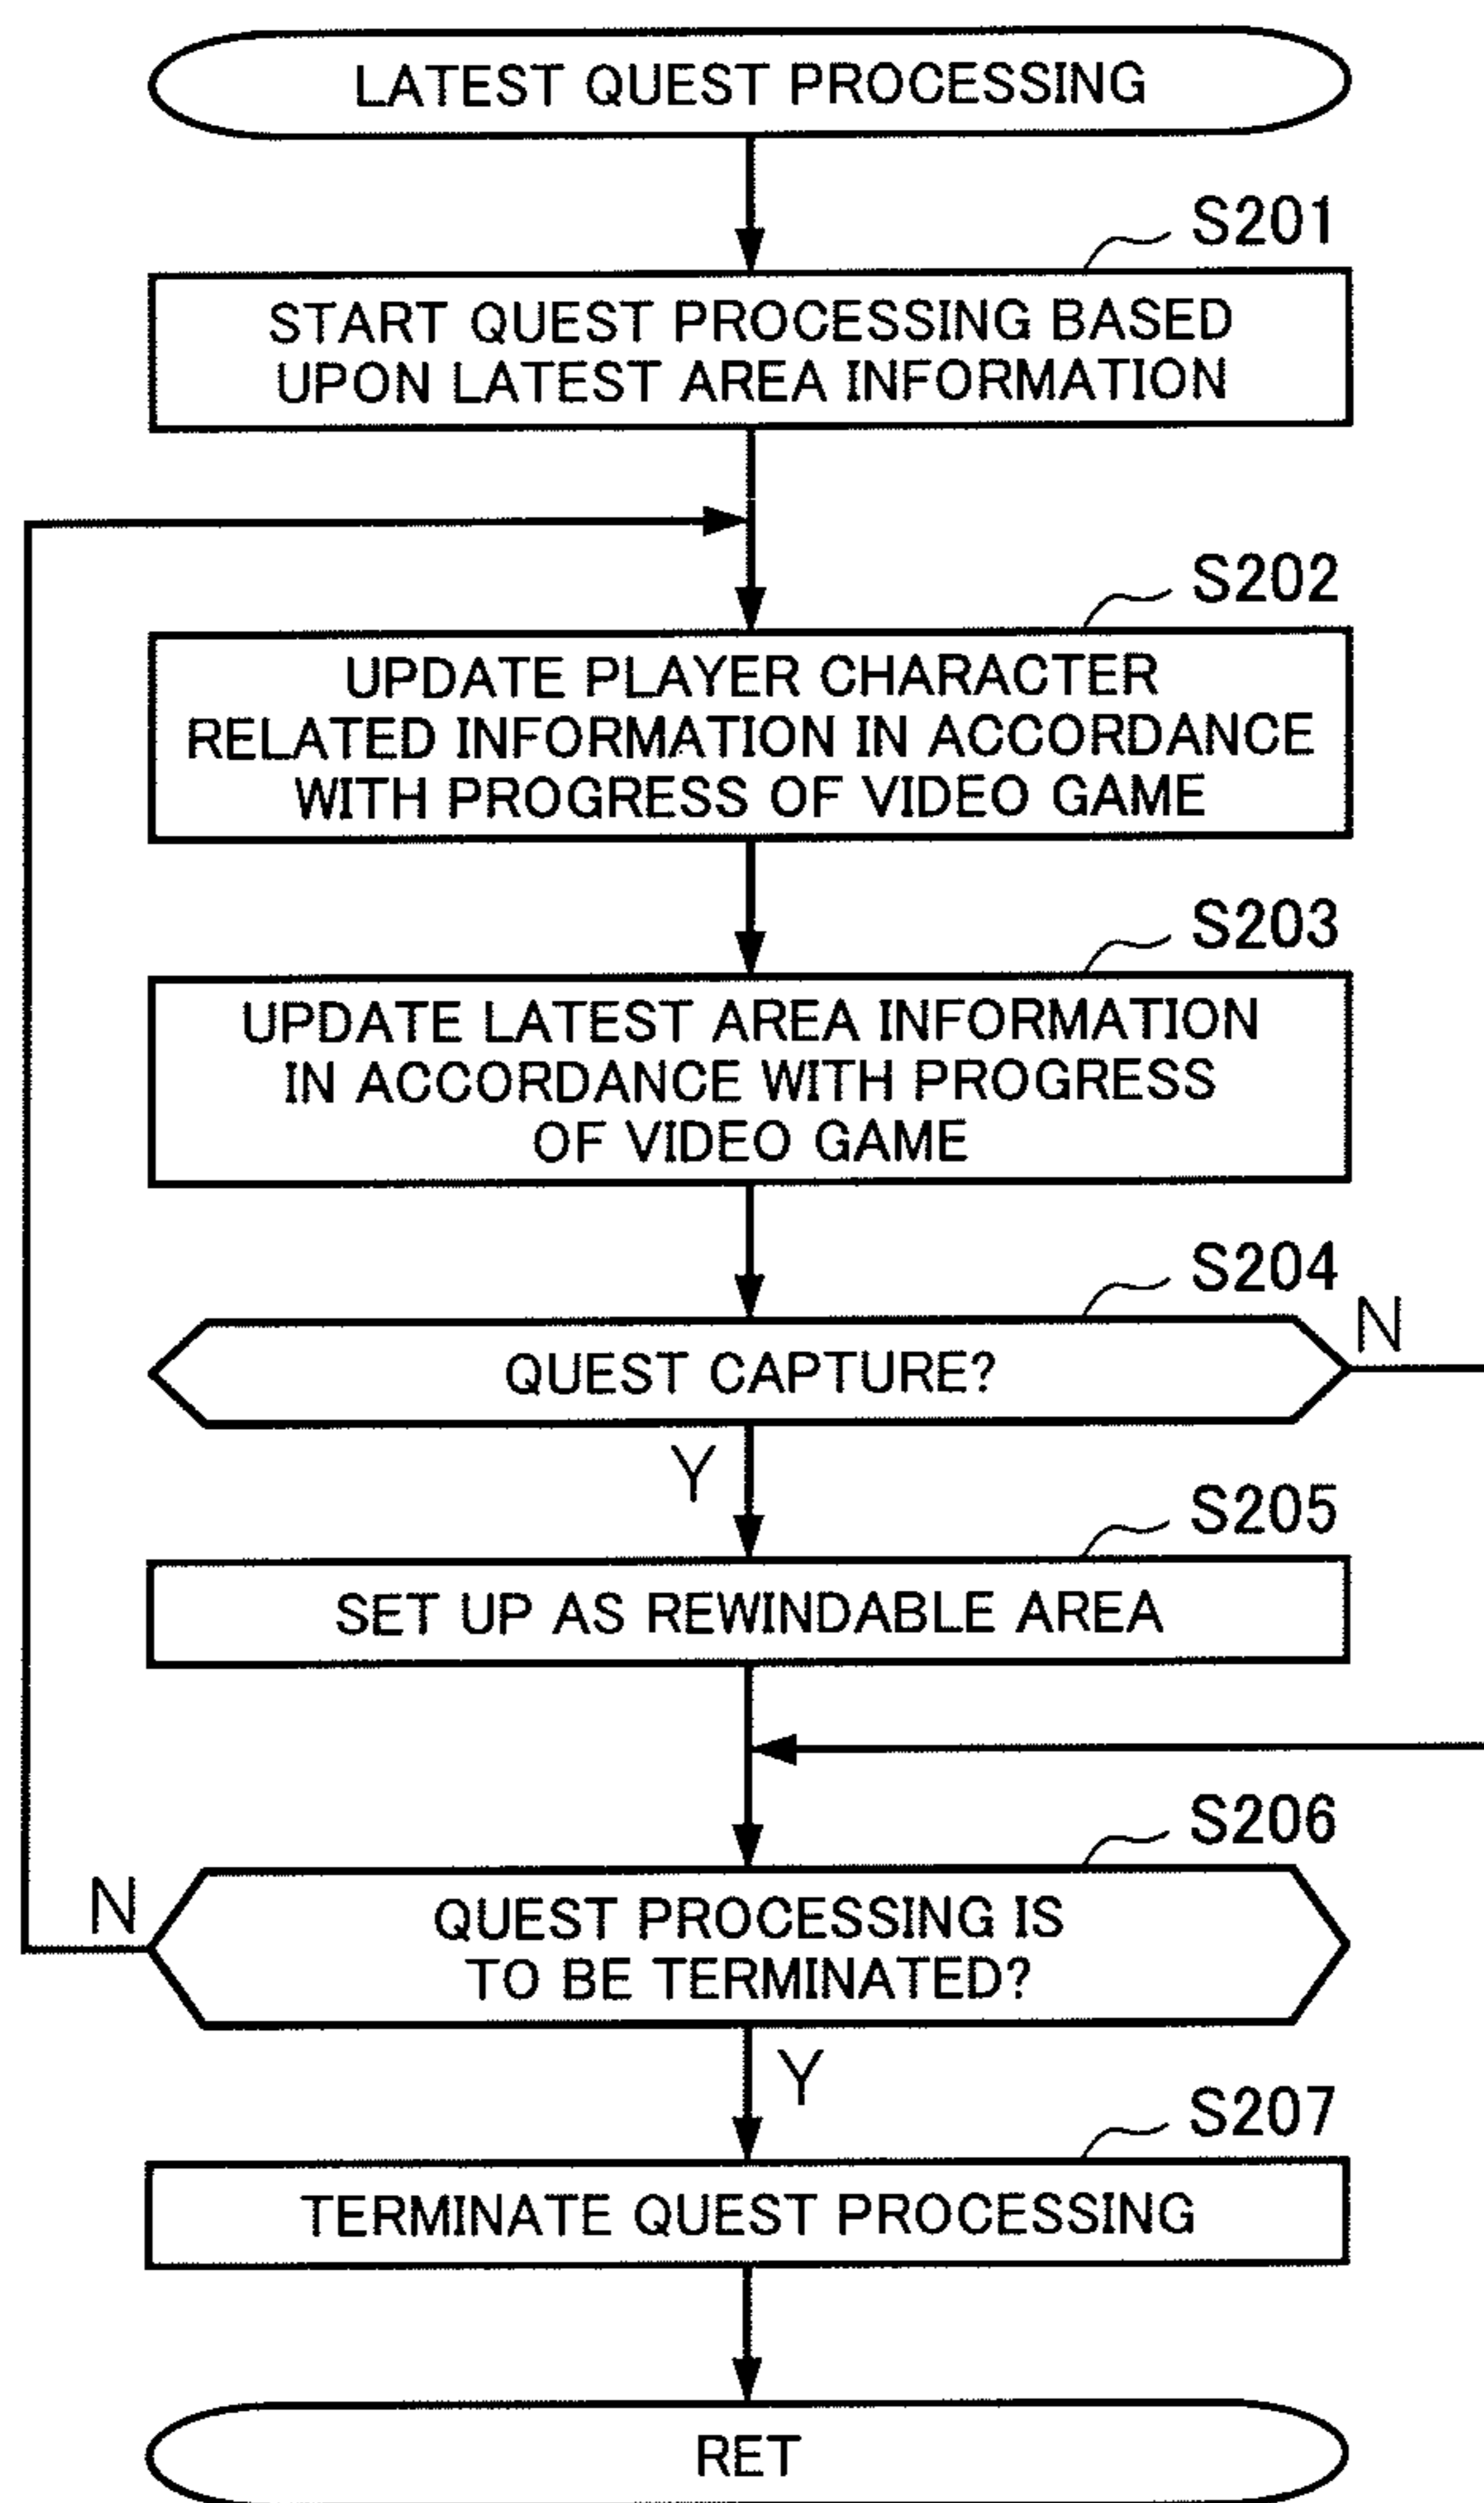 LATEST QUEST PROCESSING
S201
START QUEST PROCESSING BASED
UPON LATEST AREA INFORMATION
S202
UPDATE PLAYER CHARACTER
RELATED INFORMATION IN ACCORDANCE
WITH PROGRESS OF VIDEO GAME
S203
UPDATE LATEST AREA INFORMATION
IN ACCORDANCE WITH PROGRESS
OF VIDEO GAME
S204
N
QUEST CAPTURE?
Y
S205
SET UP AS REWINDABLE AREA
S206
N
QUEST PROCESSING IS
TO BE TERMINATED?
Y
S207
TERMINATE QUEST PROCESSING
RET